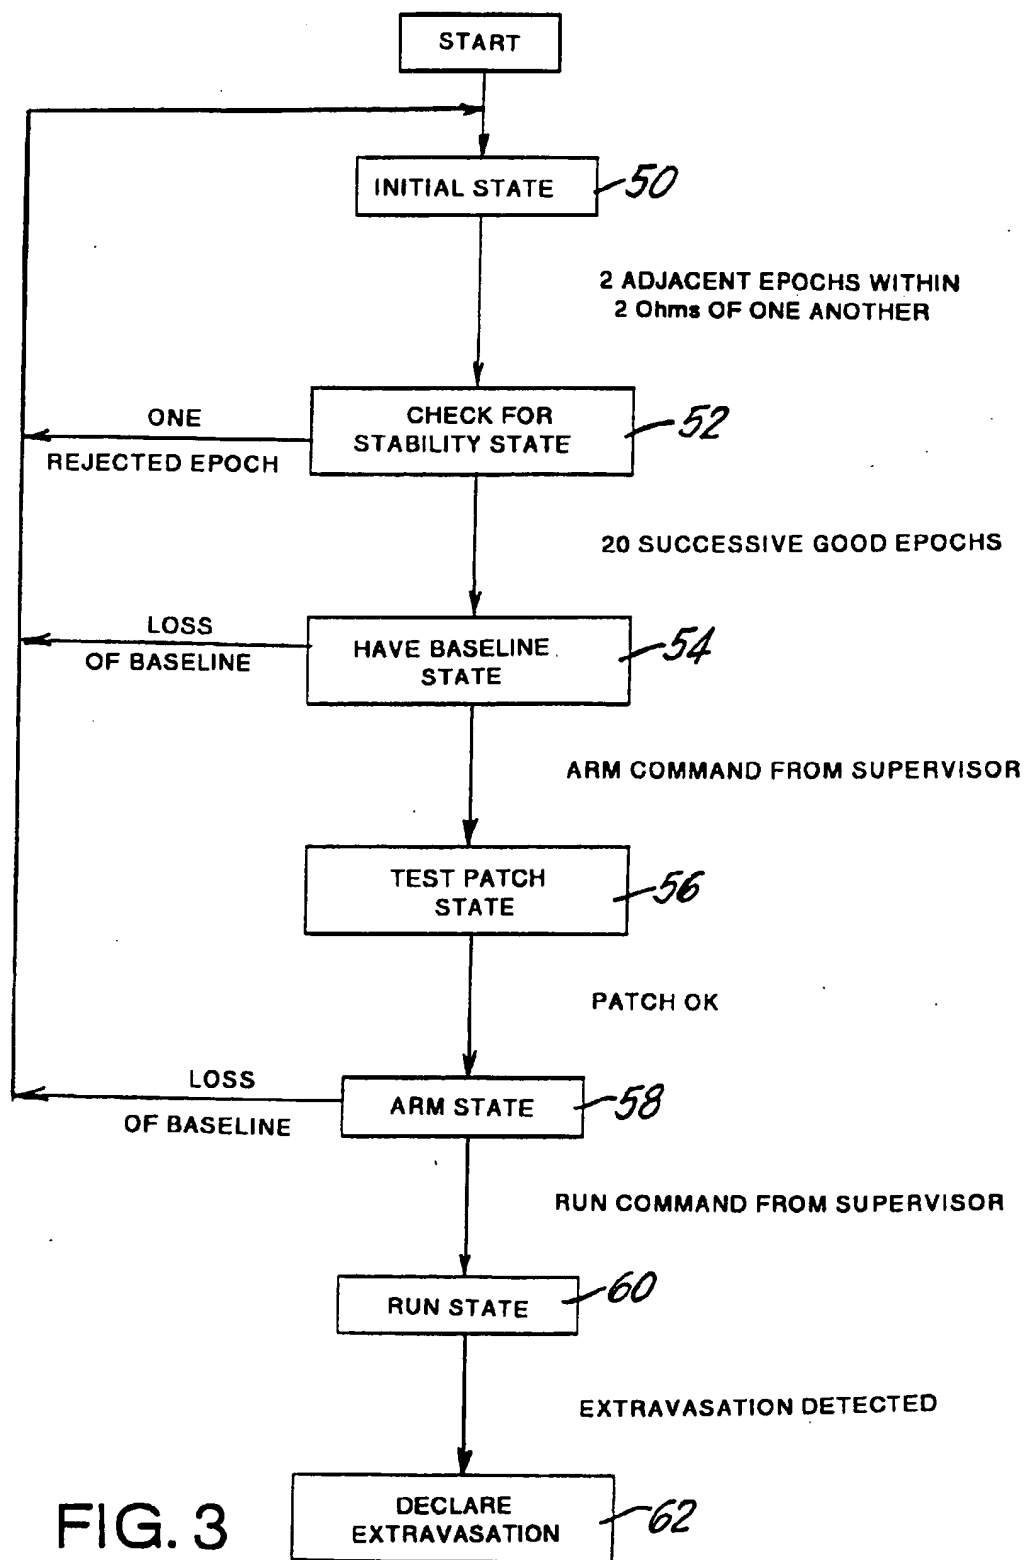 START
INITIAL STATE
50
2 ADJACENT EPOCHS WITHIN
2 Ohms OF ONE ANOTHER
CHECK FOR
STABILITY STATE
52
ONE
REJECTED EPOCH
20 SUCCESSIVE GOOD EPOCHS
LOSS
OF BASELINE
HAVE BASELINE
STATE
54
ARM COMMAND FROM SUPERVISOR
TEST PATCH
STATE
56
PATCH OK
LOSS
OF BASELINE
ARM STATE
58
RUN COMMAND FROM SUPERVISOR
RUN STATE
60
EXTRAVASATION DETECTED
DECLARE
EXTRAVASATION
62
FIG. 3